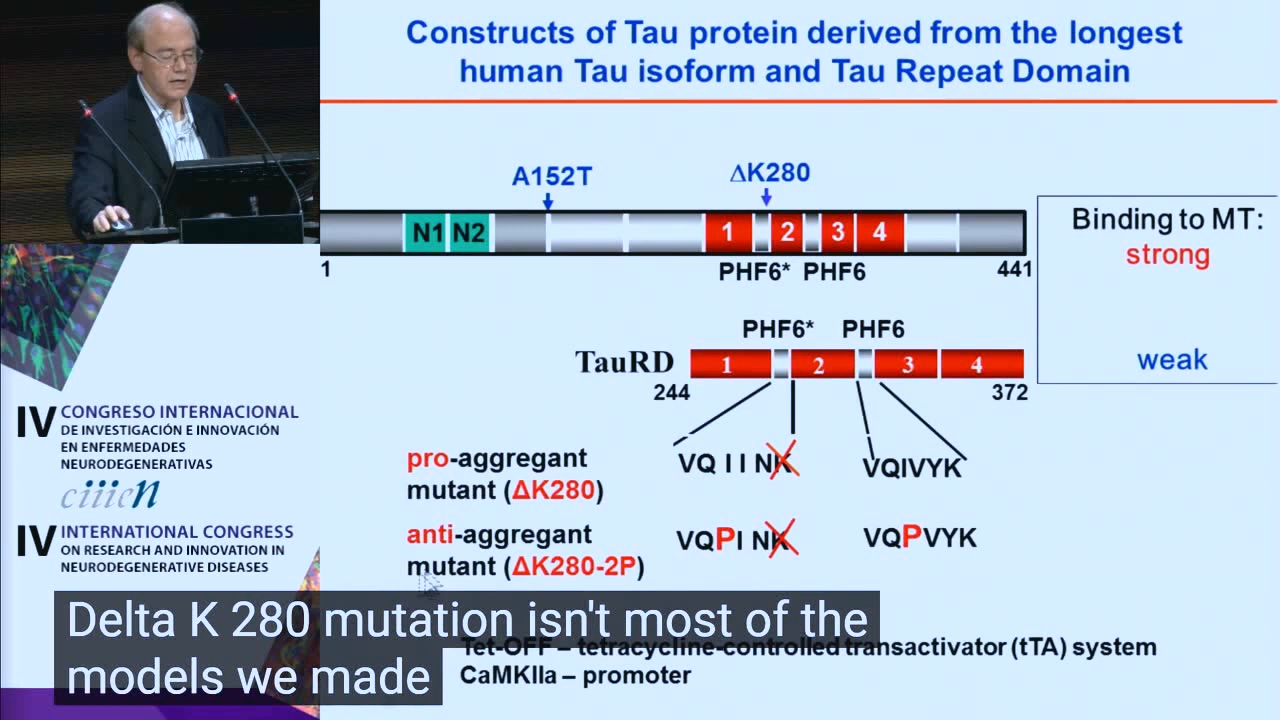 Constructs of Tau protein derived from the longest
human Tau isoform and Tau Repeat Domain
A152T
ΔK280
N1 N2 1 2 3 4
PHF6* PHF6
1
441
Binding to MT:
strong
weak
PHF6* PHF6
TauRD 1 2 3 4
244
372
pro-aggregant
mutant (ΔK280)
VQ I I NK
VQIVYK
anti-aggregant
mutant (ΔK280-2P)
VQPI NK
VQPVYK
Tet-OFF – tetracycline-controlled transactivator (tTA) system
CaMKIIa – promoter
IV CONGRESO INTERNACIONAL
DE INVESTIGACIÓN E INNOVACIÓN
EN ENFERMEDADES
NEURODEGENERATIVAS
ciiien
IV INTERNATIONAL CONGRESS
ON RESEARCH AND INNOVATION IN
NEURODEGENERATIVE DISEASES
Delta K 280 mutation isn't most of the
models we made